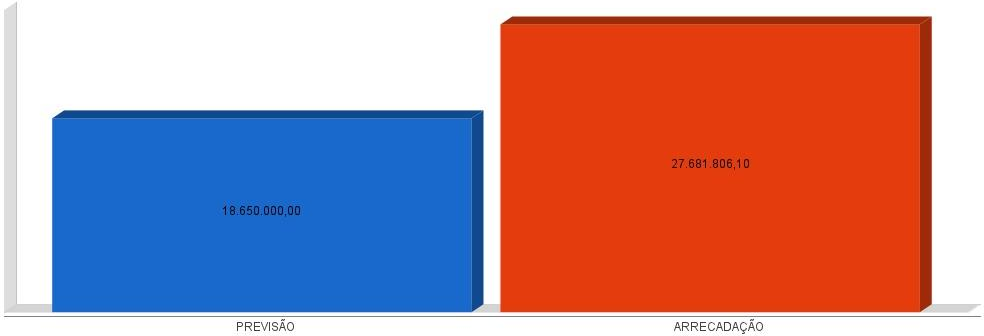 27.681.806,10
18.650.000,00
PREVISÃO
ARRECADAÇÃO